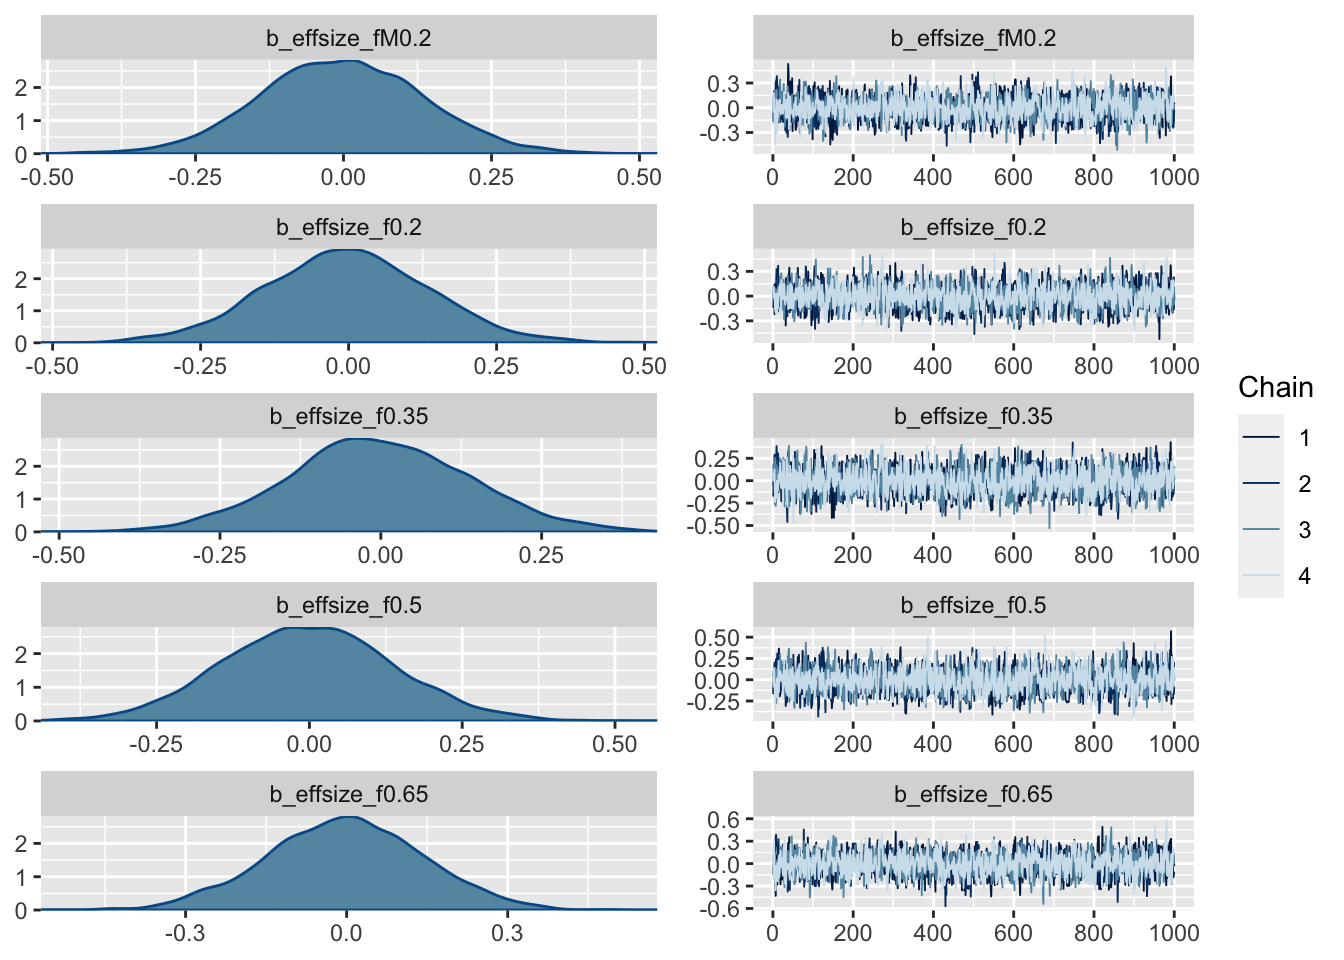 b_effsize_fM0.2
2
1
0
-0.50 -0.25 0.00 0.25 0.50
b_effsize_fM0.2
0.3
0.0
-0.3
0 200 400 600 800 1000
b_effsize_f0.2
2
1
0
-0.50 -0.25 0.00 0.25 0.50
b_effsize_f0.2
0.3
0.0
-0.3
0 200 400 600 800 1000
b_effsize_f0.35
2
1
0
-0.50 -0.25 0.00 0.25
b_effsize_f0.35
0.25
0.00
-0.25
-0.50
0 200 400 600 800 1000
b_effsize_f0.5
2
1
0
-0.25 0.00 0.25 0.50
b_effsize_f0.5
0.50
0.25
0.00
-0.25
0 200 400 600 800 1000
b_effsize_f0.65
2
1
0
-0.3 0.0 0.3
b_effsize_f0.65
0.6
0.3
0.0
-0.3
-0.6
0 200 400 600 800 1000
Chain
1
2
3
4